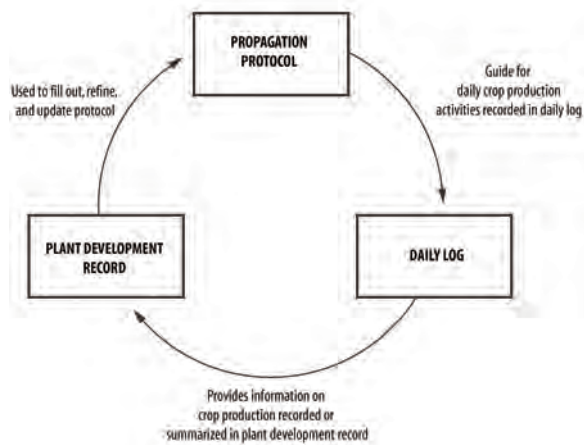 PROPAGATION
PROTOCOL
Guide for
daily crop production
activities recorded in daily log
DAILY LOG
Provides information on
crop production recorded or
summarized in plant development record
PLANT DEVELOPMENT
RECORD
Used to fill out, refine,
and update protocol